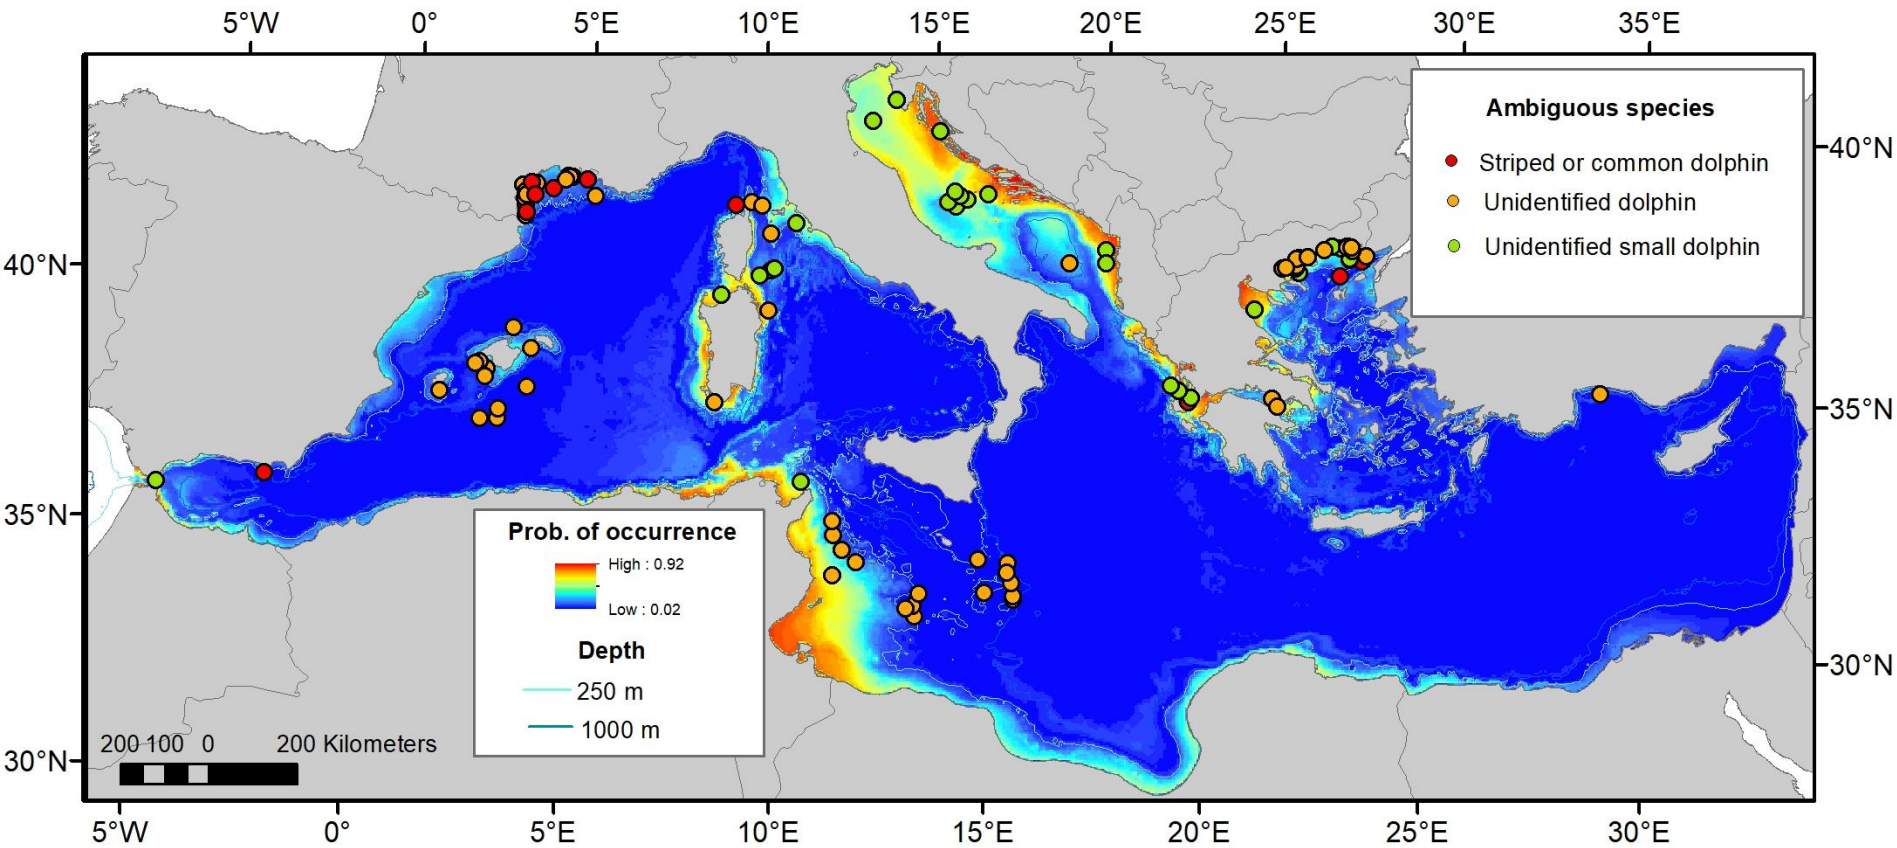 5°W 0° 5°E 10°E 15°E 20°E 25°E 30°E 35°E
Ambiguous species
Striped or common dolphin
Unidentified dolphin
Unidentified small dolphin
40°N
40°N
35°N
35°N
30°N
30°N
Prob. of occurrence
High : 0.92
Low : 0.02
Depth
250 m
1000 m
200 100 0 200 Kilometers
5°W 0° 5°E 10°E 15°E 20°E 25°E 30°E